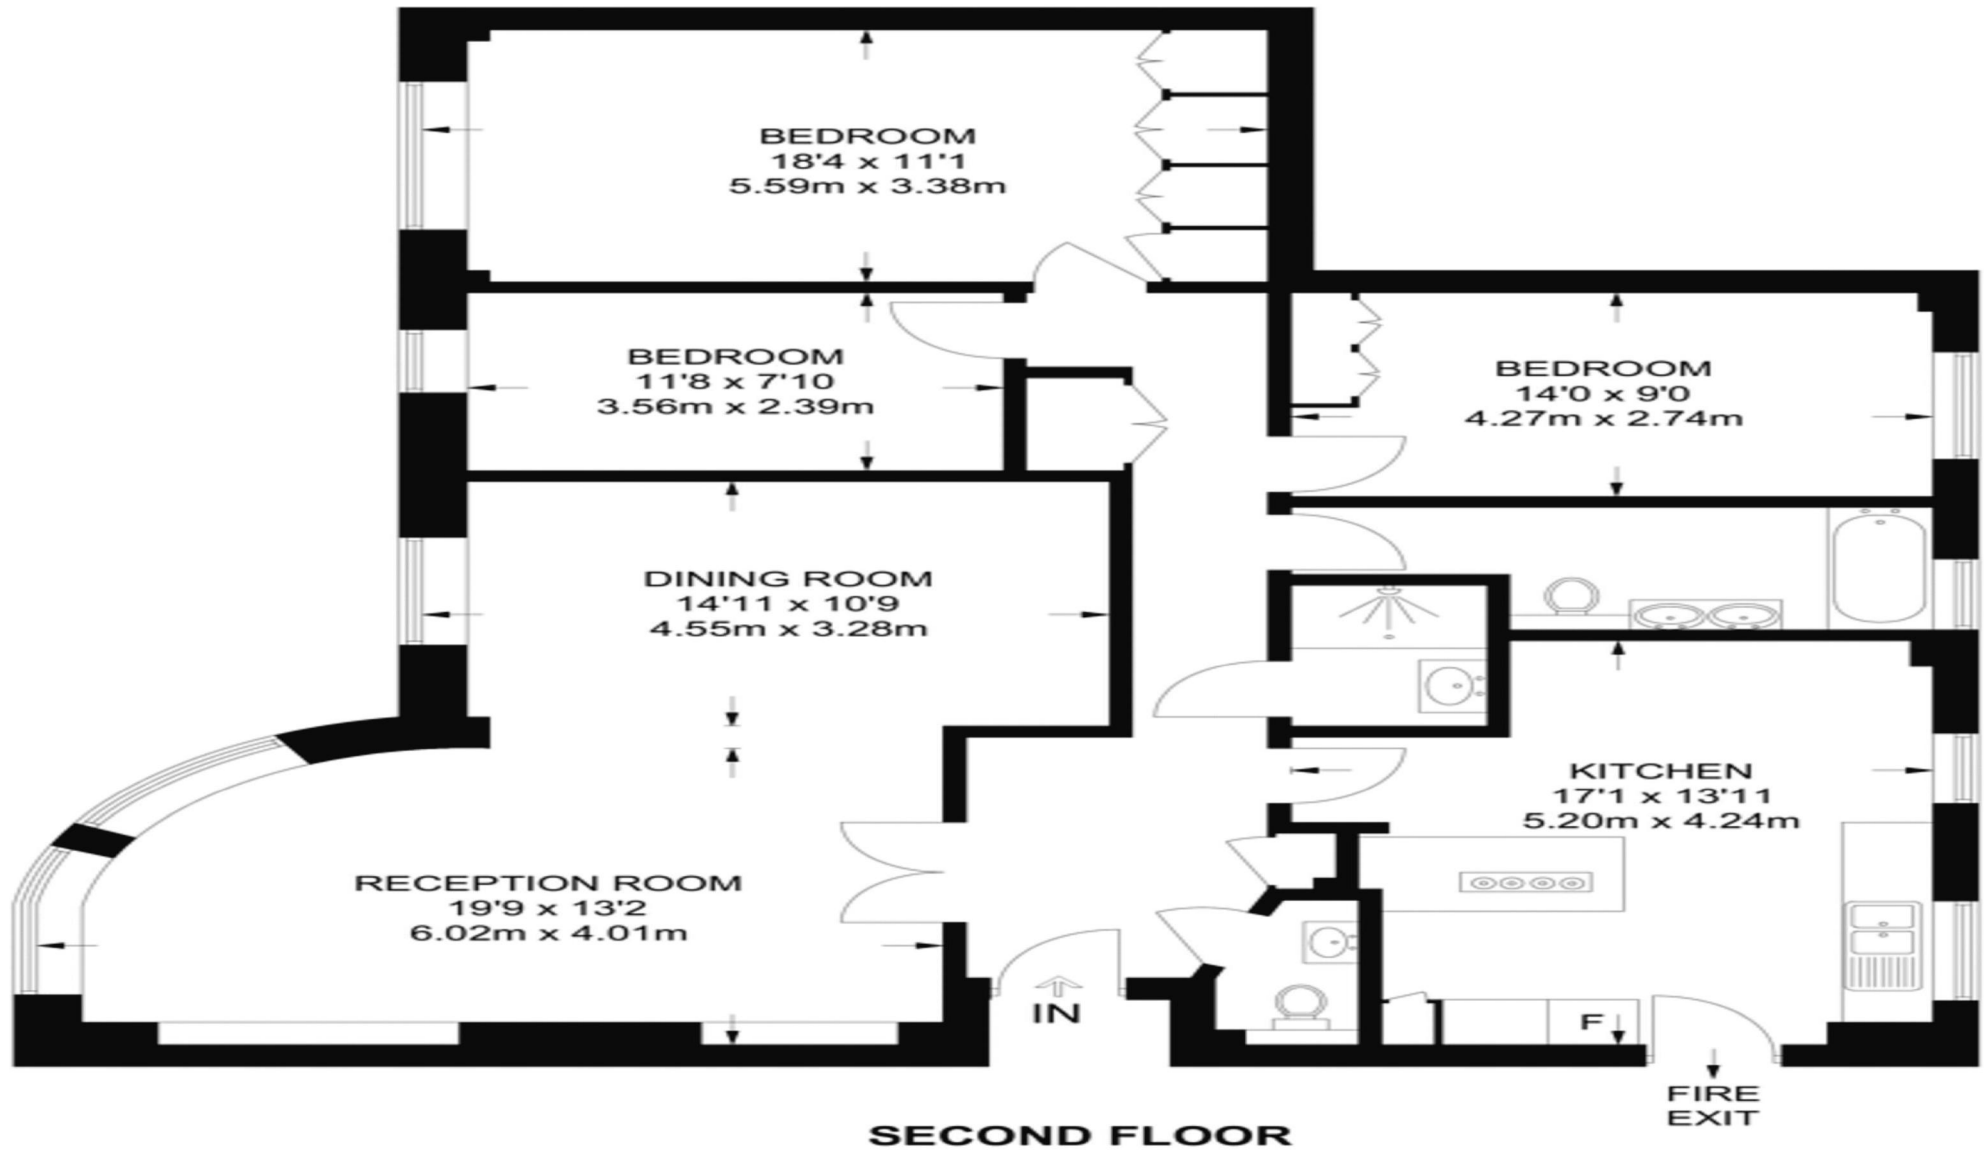 BEDROOM
18'4 x 11'1
5.59m x 3.38m
BEDROOM
11'8 x 7'10
3.56m x 2.39m
BEDROOM
14'0 x 9'0
4.27m x 2.74m
DINING ROOM
14'11 x 10'9
4.55m x 3.28m
KITCHEN
17'1 x 13'11
5.20m x 4.24m
RECEPTION ROOM
19'9 x 13'2
6.02m x 4.01m
IN
F
FIRE
EXIT
SECOND FLOOR